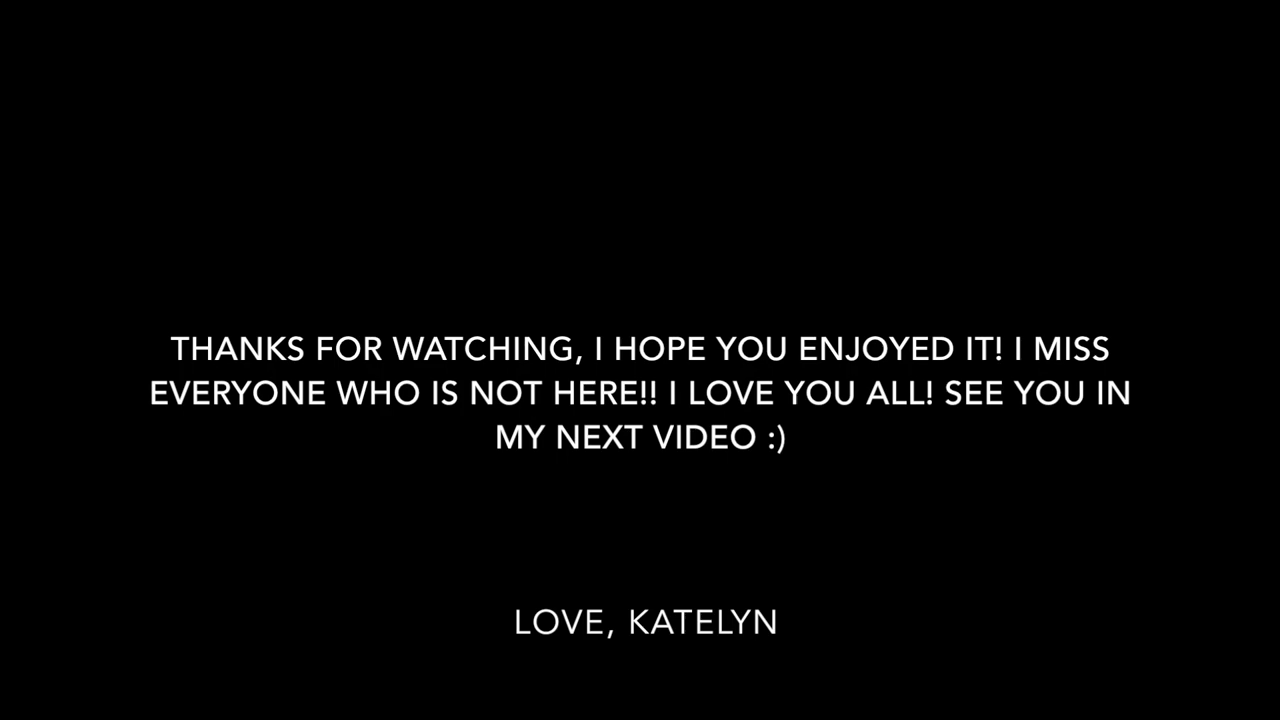 THANKS FOR WATCHING, I HOPE YOU ENJOYED IT! I MISS
EVERYONE WHO IS NOT HERE!! I LOVE YOU ALL! SEE YOU IN
MY NEXT VIDEO :)
LOVE, KATELYN